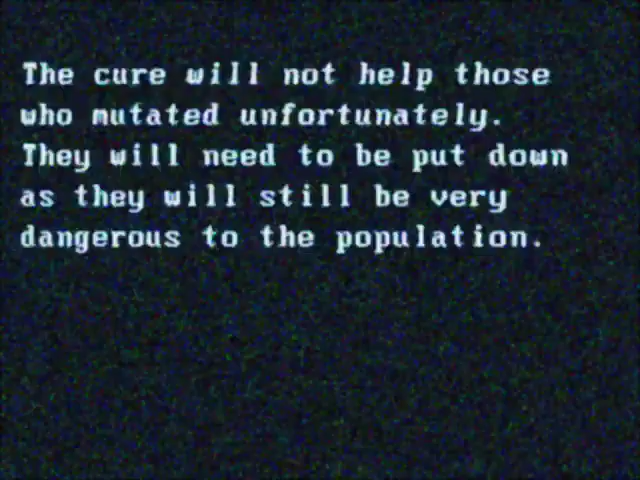 The cure will not help those
who mutated unfortunately.
They will need to be put down
as they will still be very
dangerous to the population.